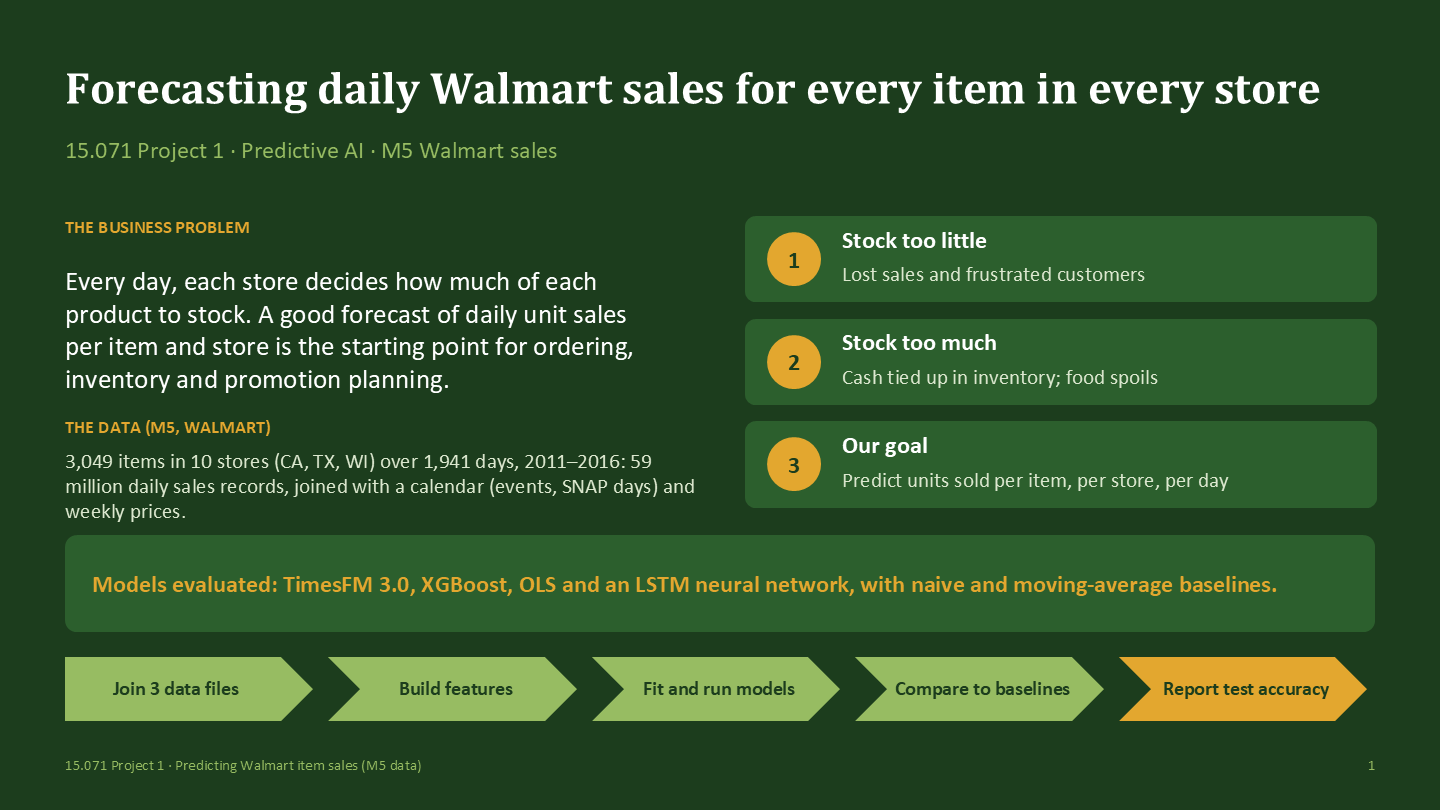 Forecasting daily Walmart sales for every item in every store
15.071 Project 1 · Predictive AI · M5 Walmart sales
THE BUSINESS PROBLEM
Every day, each store decides how much of each
product to stock. A good forecast of daily unit sales
per item and store is the starting point for ordering,
inventory and promotion planning.
THE DATA (M5, WALMART)
3,049 items in 10 stores (CA, TX, WI) over 1,941 days, 2011–2016: 59
million daily sales records, joined with a calendar (events, SNAP days) and
weekly prices.
1
Stock too little
Lost sales and frustrated customers
2
Stock too much
Cash tied up in inventory; food spoils
3
Our goal
Predict units sold per item, per store, per day
Models evaluated: TimesFM 3.0, XGBoost, OLS and an LSTM neural network, with naive and moving-average baselines.
Join 3 data files
Build features
Fit and run models
Compare to baselines
Report test accuracy
15.071 Project 1 · Predicting Walmart item sales (M5 data)
1